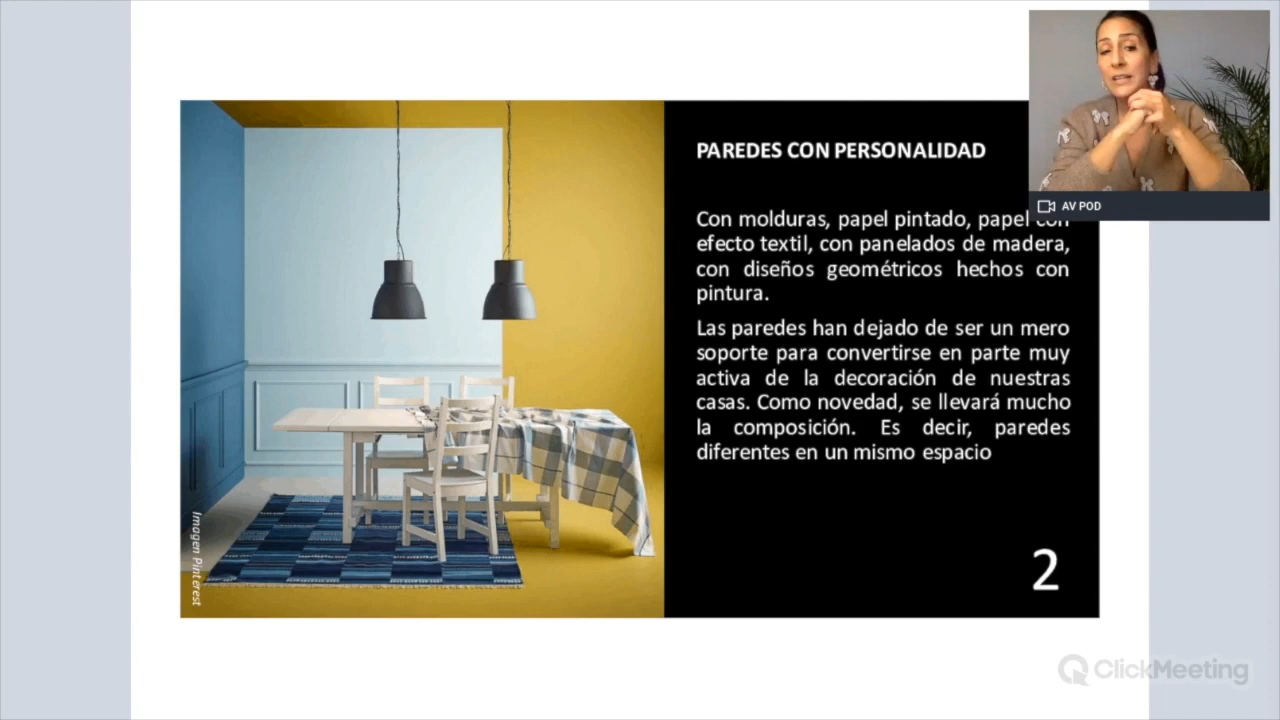 PAREDES CON PERSONALIDAD
Con molduras, papel pintado, papel con
efecto textil, con panelados de madera,
con diseños geométricos hechos con
pintura.
Las paredes han dejado de ser un mero
soporte para convertirse en parte muy
activa de la decoración de nuestras
casas. Como novedad, se llevará mucho
la composición. Es decir, paredes
diferentes en un mismo espacio
2
Imagen Pinterest
AV POD
ClickMeeting